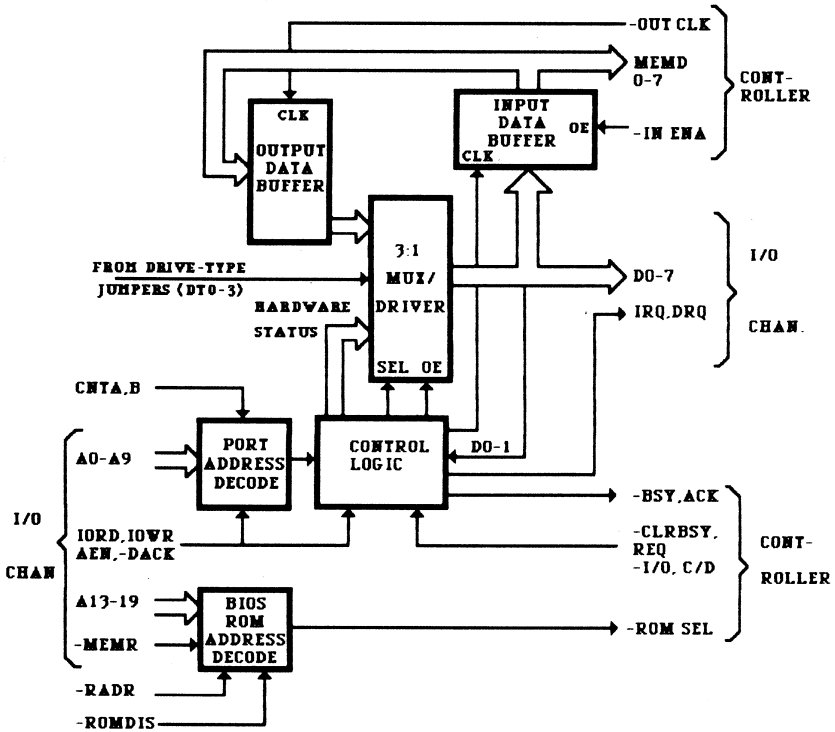 -OUT CLK
MEMD
0-7
CONT-
ROLLER
CLK
OUTPUT
DATA
BUFFER
INPUT
DATA
BUFFER
OE
CLK
-IN ENA
3:1
MUX/
DRIVER
SEL OE
FROM DRIVE-TYPE
JUMPERS (DT0-3)
HARDWARE
STATUS
D0-7
IRQ,DRQ
I/O
CHAN.
CNTA,B
A0-A9
PORT
ADDRESS
DECODE
CONTROL
LOGIC
D0-1
I/O
CHAN
IORD,IOWR
AEN,-DACK
-BSY,ACK
-CLRBSY,
REQ
-I/O, C/D
CONT-
ROLLER
A13-19
-MEMR
BIOS
ROM
ADDRESS
DECODE
-ROM SEL
-RADR
-ROMDIS